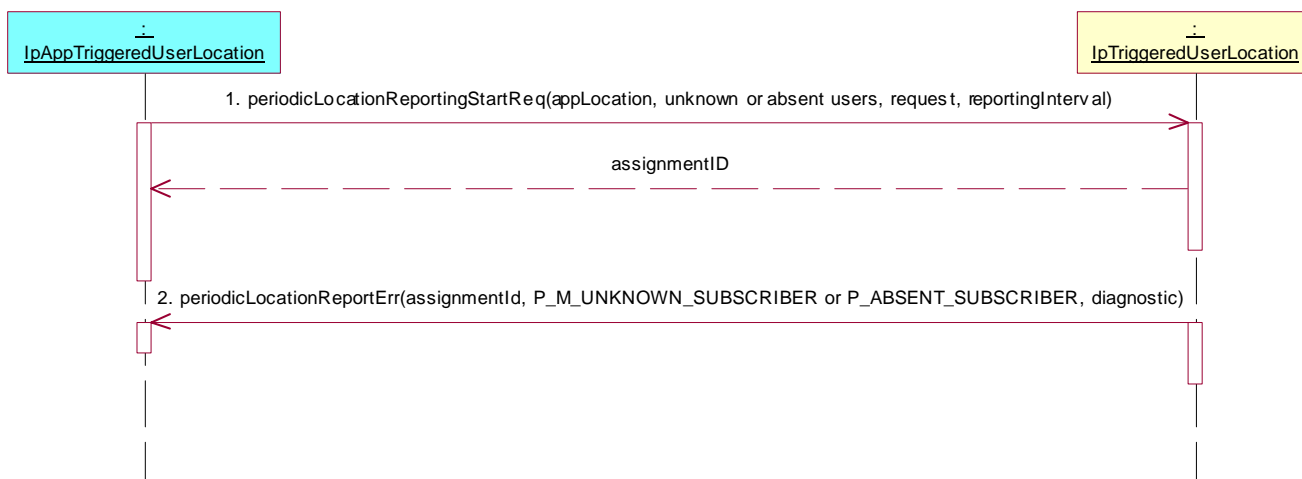 :
IpAppTriggeredUserLocation
:
IpTriggeredUserLocation
1. periodicLocationReportingStartReq(appLocation, unknown or absent users, request, reportingInterval)
assignmentID
2. periodicLocationReportErr(assignmentId, P_M_UNKNOWN_SUBSCRIBER or P_ABSENT_SUBSCRIBER, diagnostic)